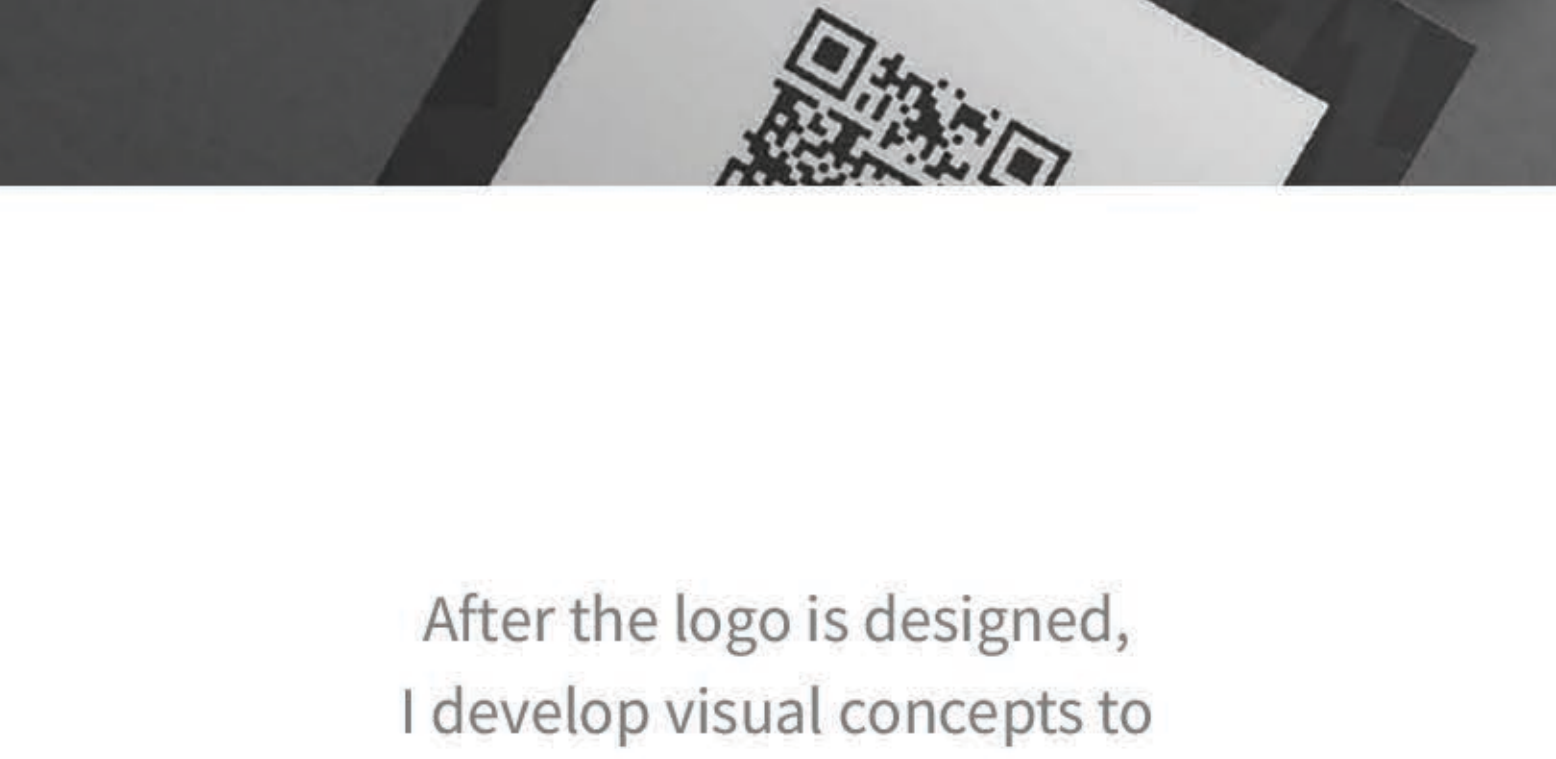 After the logo is designed,
I develop visual concepts to